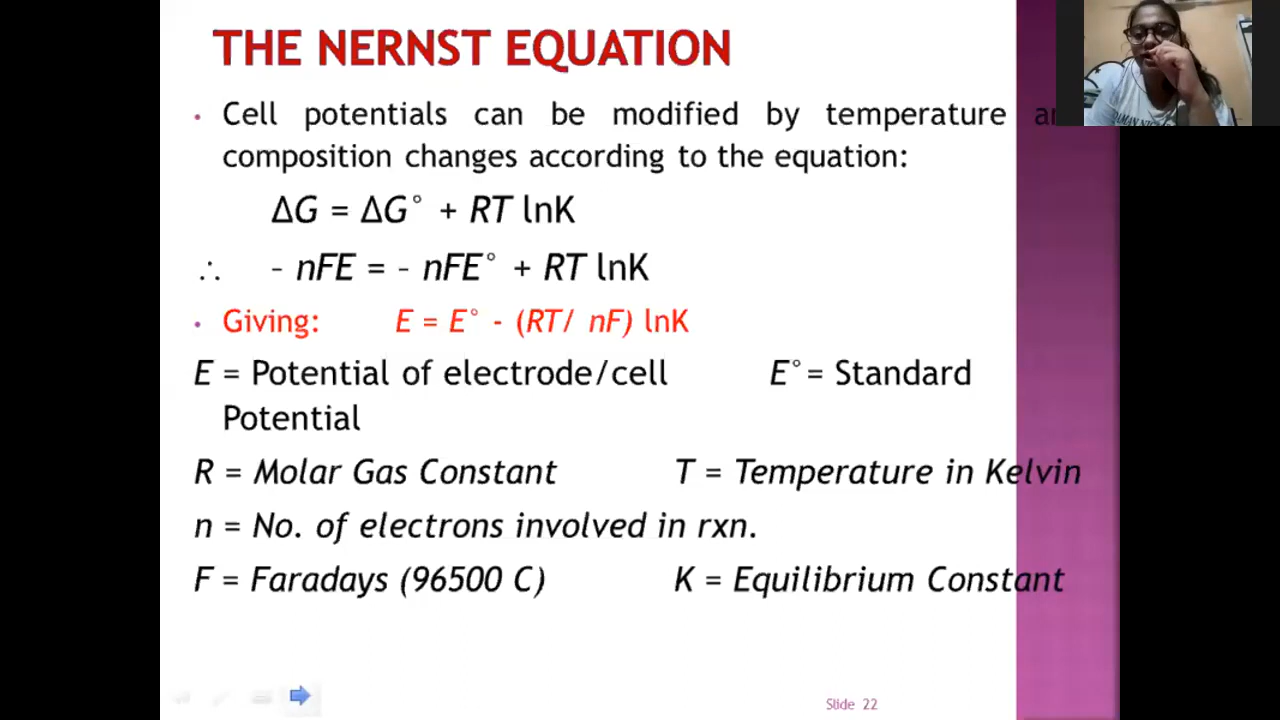 THE NERNST EQUATION
• Cell potentials can be modified by temperature
composition changes according to the equation:
ΔG = ΔG° + RT lnK
∴ – nFE = – nFE° + RT lnK
• Giving: E = E° - (RT/ nF) lnK
E = Potential of electrode/cell E°= Standard
Potential
R = Molar Gas Constant T = Temperature in Kelvin
n = No. of electrons involved in rxn.
F = Faradays (96500 C) K = Equilibrium Constant
Slide 22